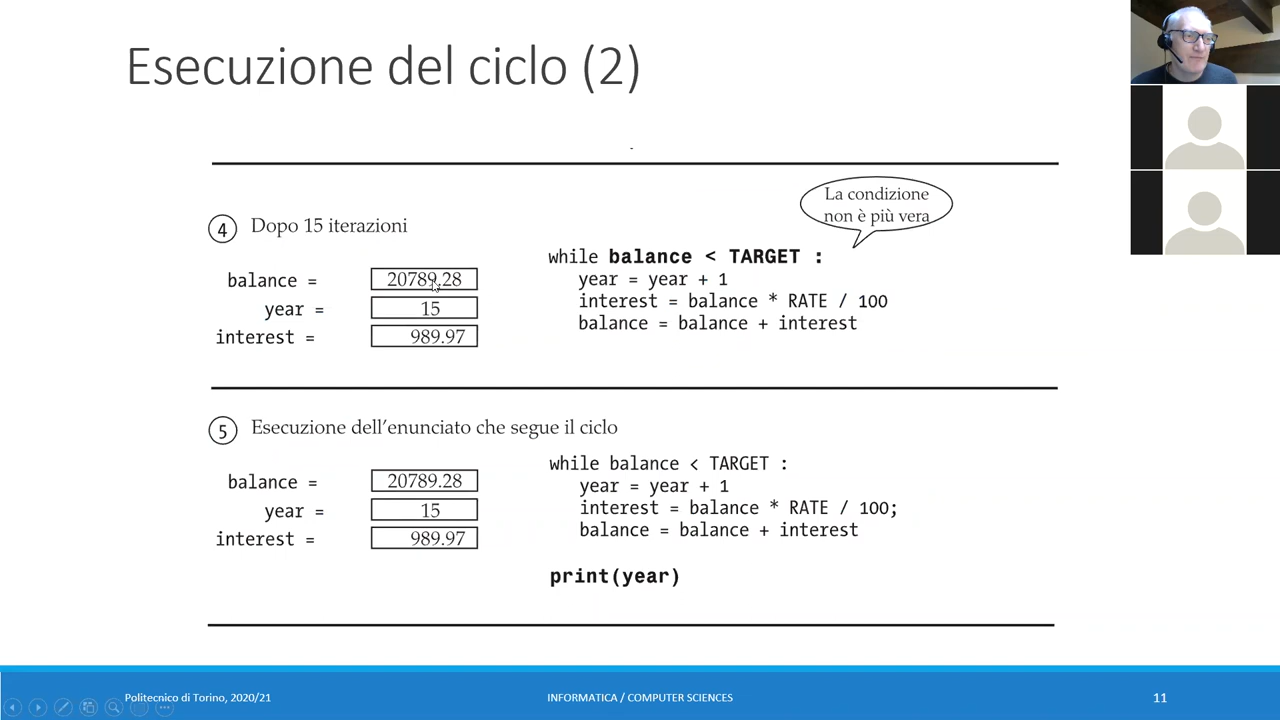 Esecuzione del ciclo (2)
4 Dopo 15 iterazioni
La condizione
non è più vera
balance = 20789.28
year = 15
interest = 989.97
while balance < TARGET :
year = year + 1
interest = balance * RATE / 100
balance = balance + interest
5 Esecuzione dell'enunciato che segue il ciclo
balance = 20789.28
year = 15
interest = 989.97
while balance < TARGET :
year = year + 1
interest = balance * RATE / 100;
balance = balance + interest
print(year)
Politecnico di Torino, 2020/21
INFORMATICA / COMPUTER SCIENCES
11